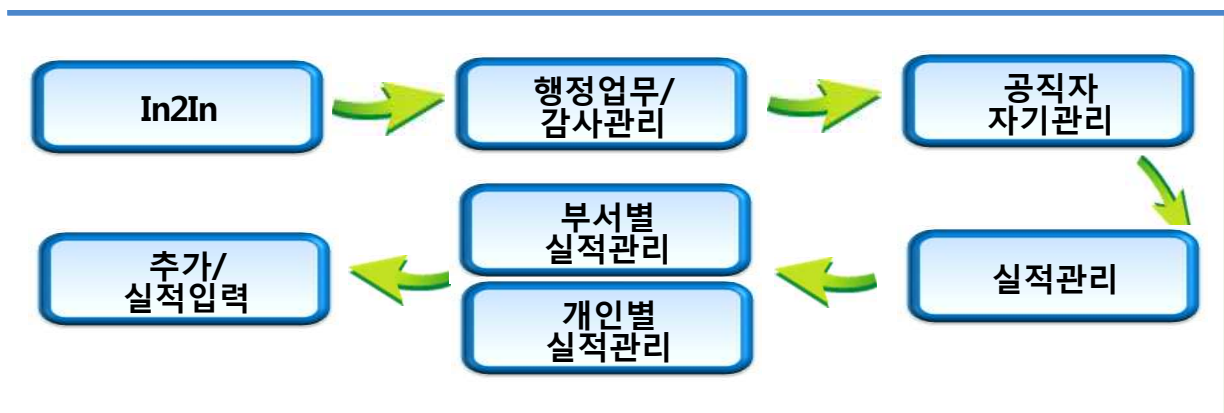 In2In
행정업무/
감사관리
공직자
자기관리
실적관리
부서별
실적관리
개인별
실적관리
추가/
실적입력